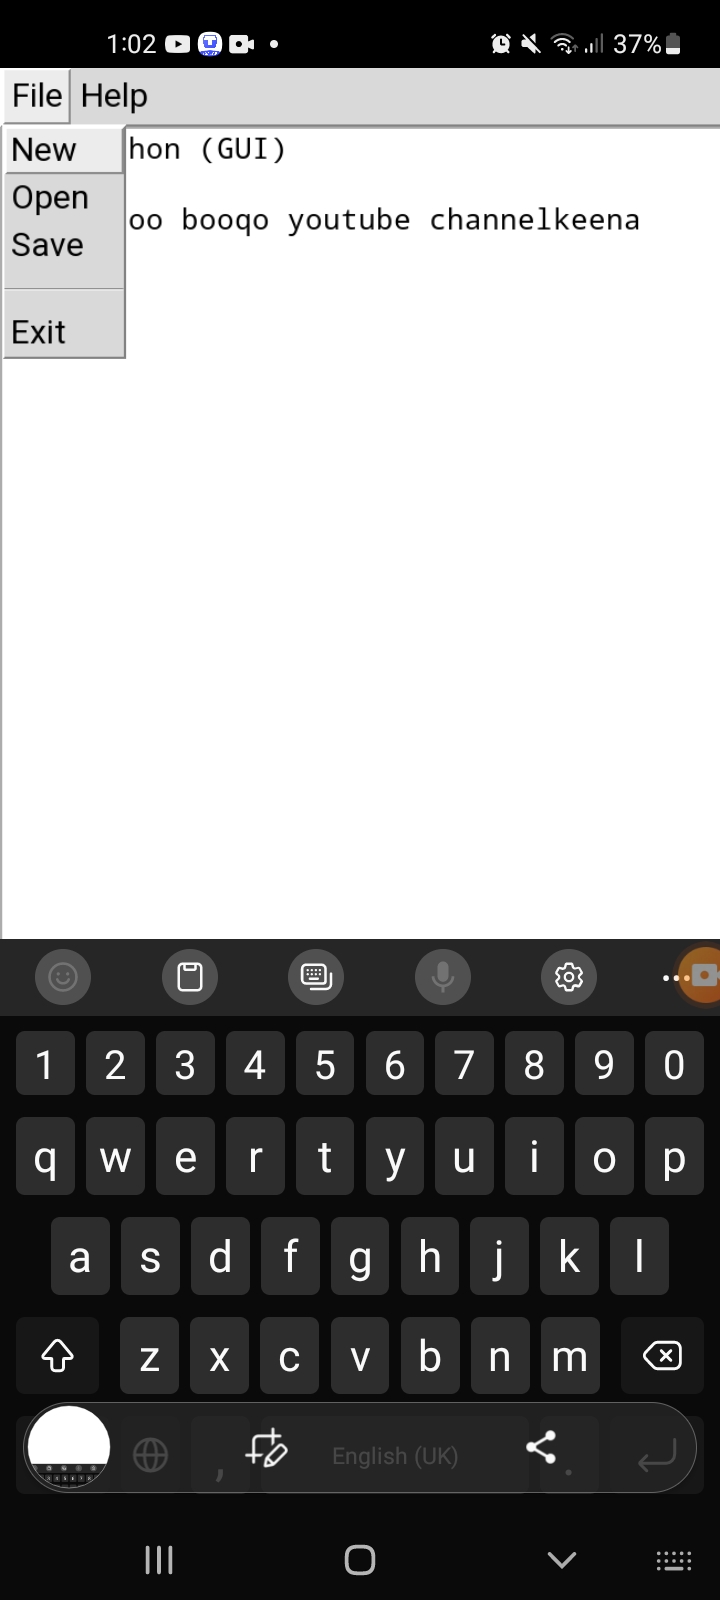 1:02 37%
File Help
New
hon (GUI)
Open
oo booqo youtube channelkeena
Save
Exit
1 2 3 4 5 6 7 8 9 0
q w e r t y u i o p
a s d f g h j k l
z x c v b n m
, English (UK) .